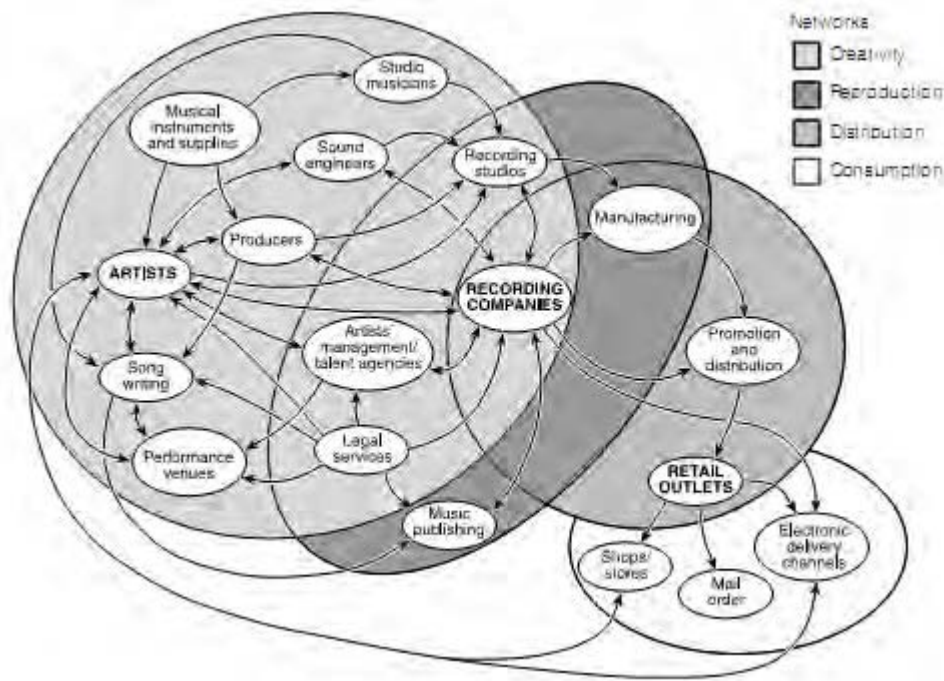 Networks
Creativity
Reproduction
Distribution
Consumption
Studio
musicians
Musical
instruments
and supplies
Sound
engineers
Recording
studios
Manufacturing
Producers
ARTISTS
RECORDING
COMPANIES
Artists'
management/
talent agencies
Promotion
and
distribution
Song
writing
Performance
venues
Legal
services
RETAIL
OUTLETS
Music
publishing
Shops/
stores
Mail
order
Electronic
delivery
channels